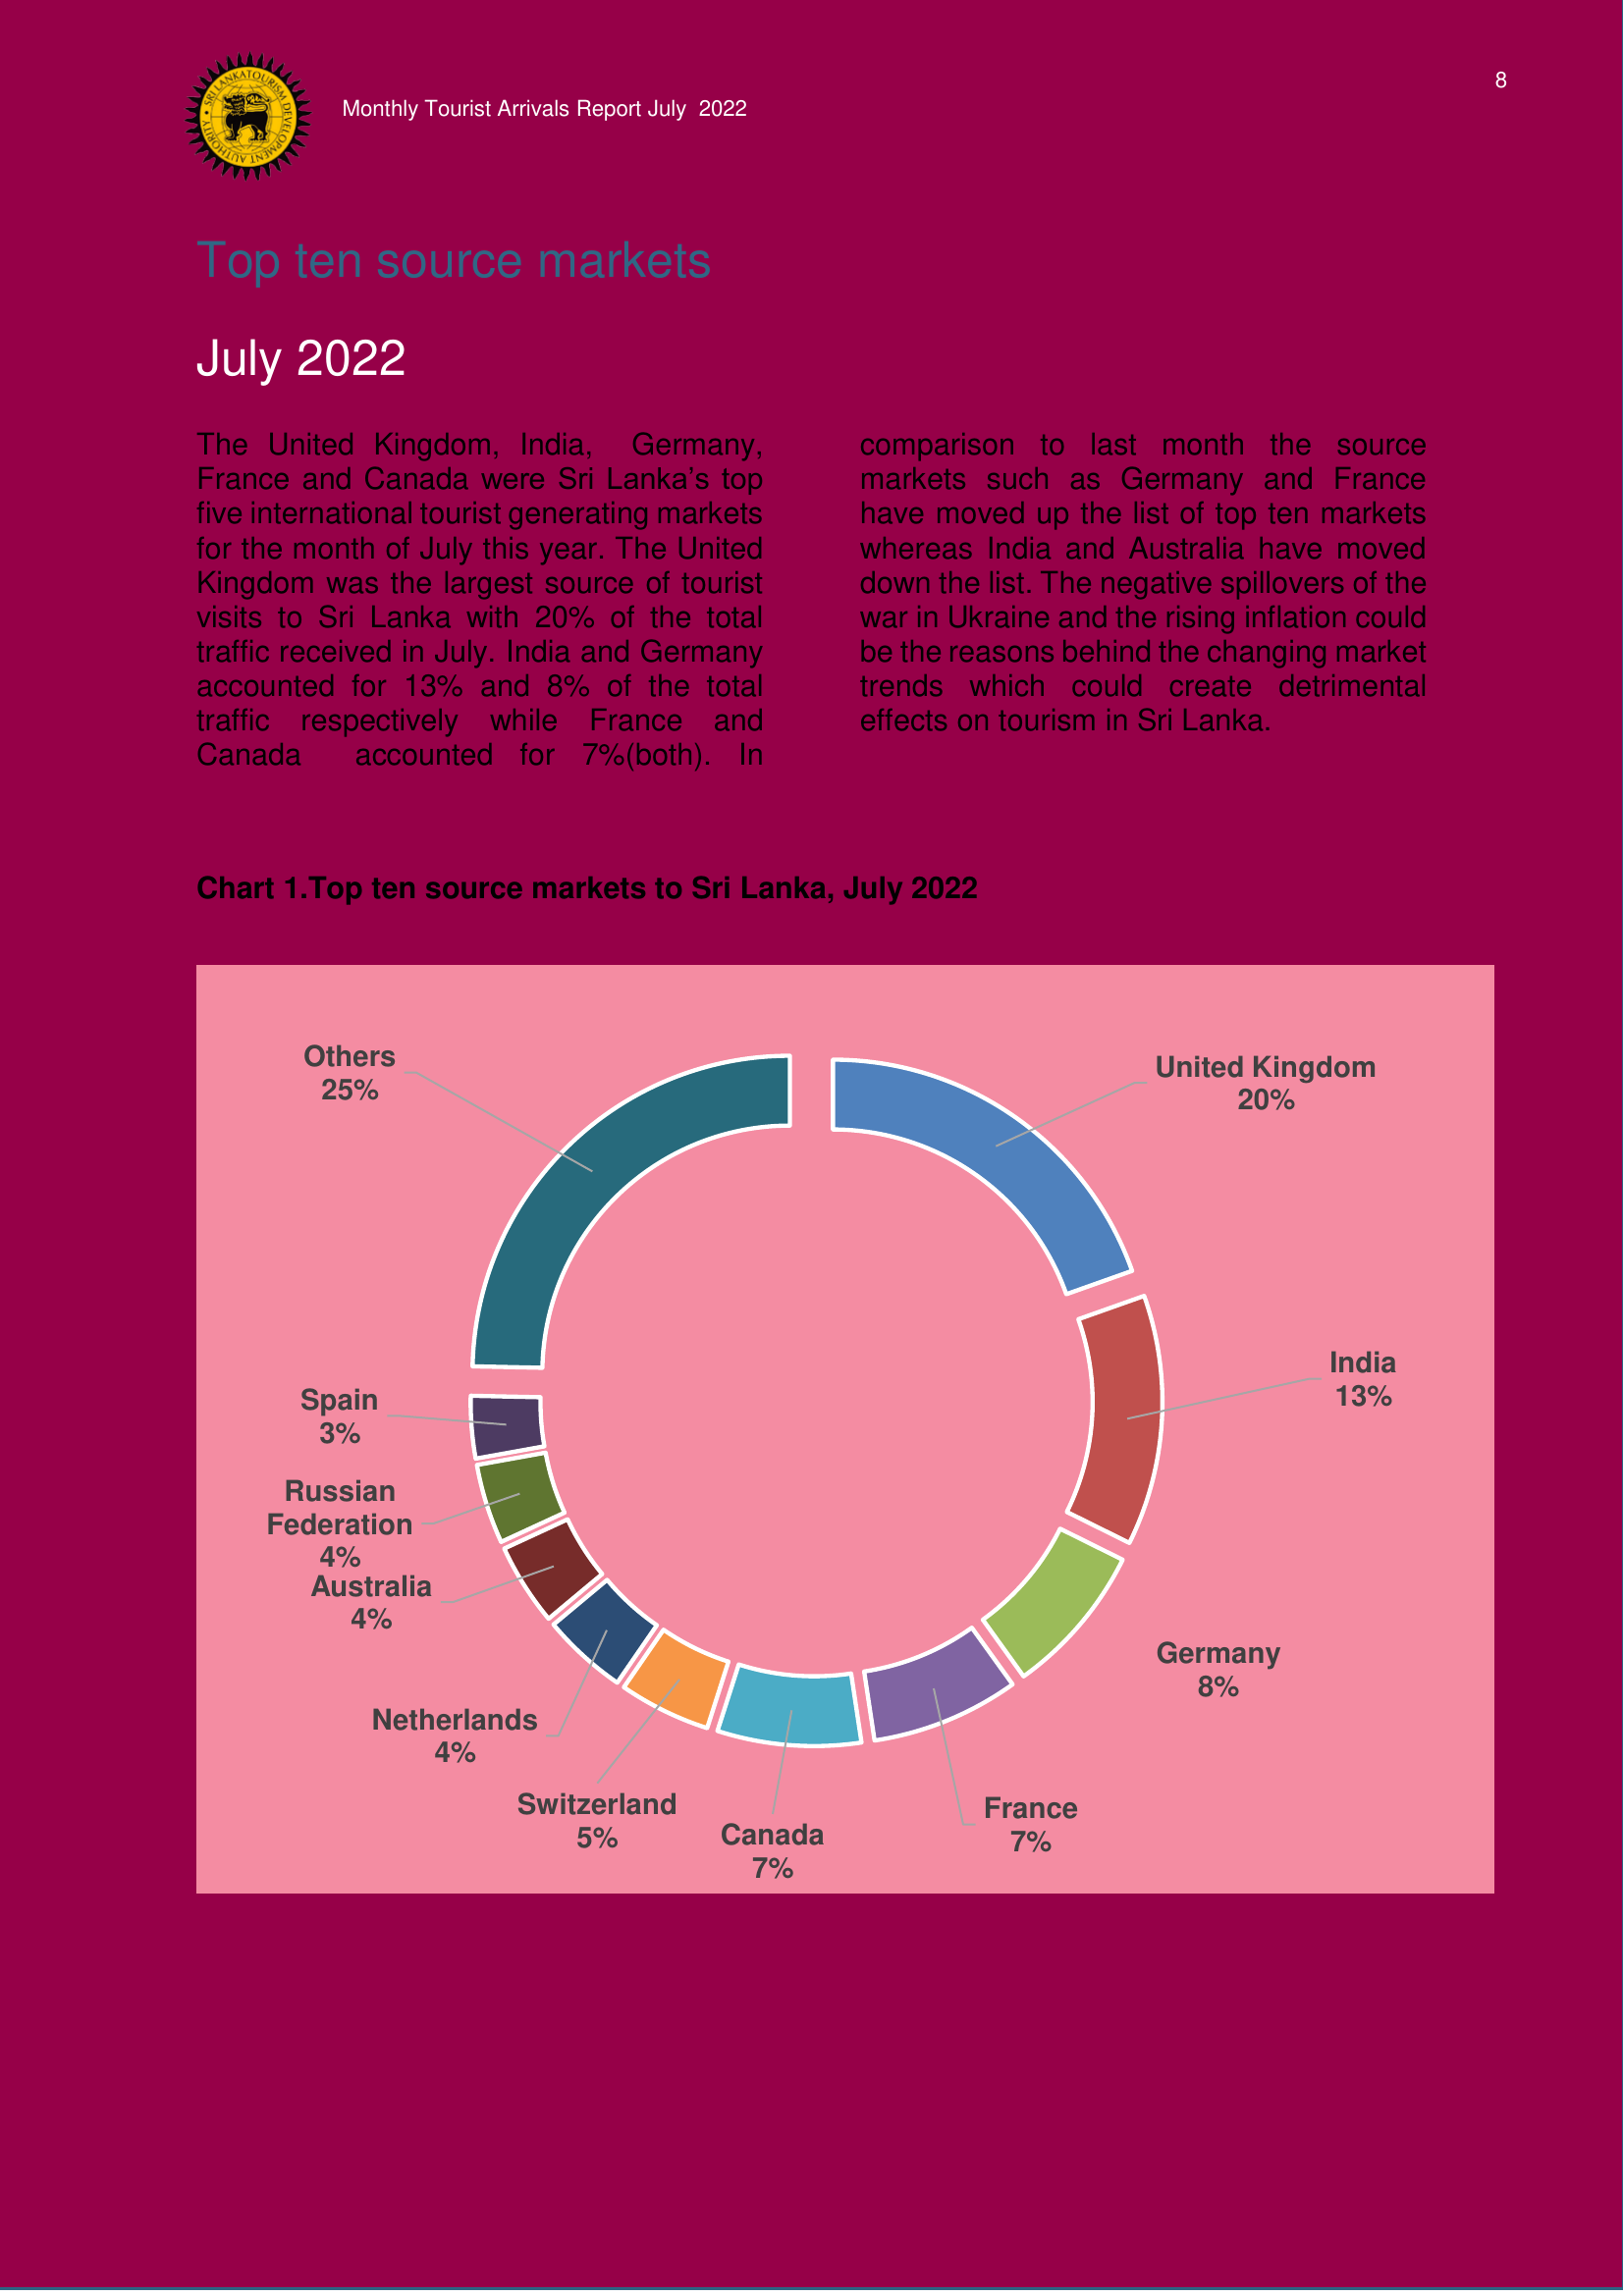 8
SRI LANKA TOURISM DEVELOPMENT AUTHORITY
Monthly Tourist Arrivals Report July  2022
Top ten source markets
July 2022
The United Kingdom, India,  Germany,
France and Canada were Sri Lanka’s top
five international tourist generating markets
for the month of July this year. The United
Kingdom was the largest source of tourist
visits to Sri Lanka with 20% of the total
traffic received in July. India and Germany
accounted for 13% and 8% of the total
traffic respectively while France and
Canada  accounted for 7%(both). In
comparison to last month the source
markets such as Germany and France
have moved up the list of top ten markets
whereas India and Australia have moved
down the list. The negative spillovers of the
war in Ukraine and the rising inflation could
be the reasons behind the changing market
trends which could create detrimental
effects on tourism in Sri Lanka.
Chart 1.Top ten source markets to Sri Lanka, July 2022
Others
25%
United Kingdom
20%
India
13%
Spain
3%
Russian
Federation
4%
Australia
4%
Germany
8%
Netherlands
4%
Switzerland
5%
Canada
7%
France
7%